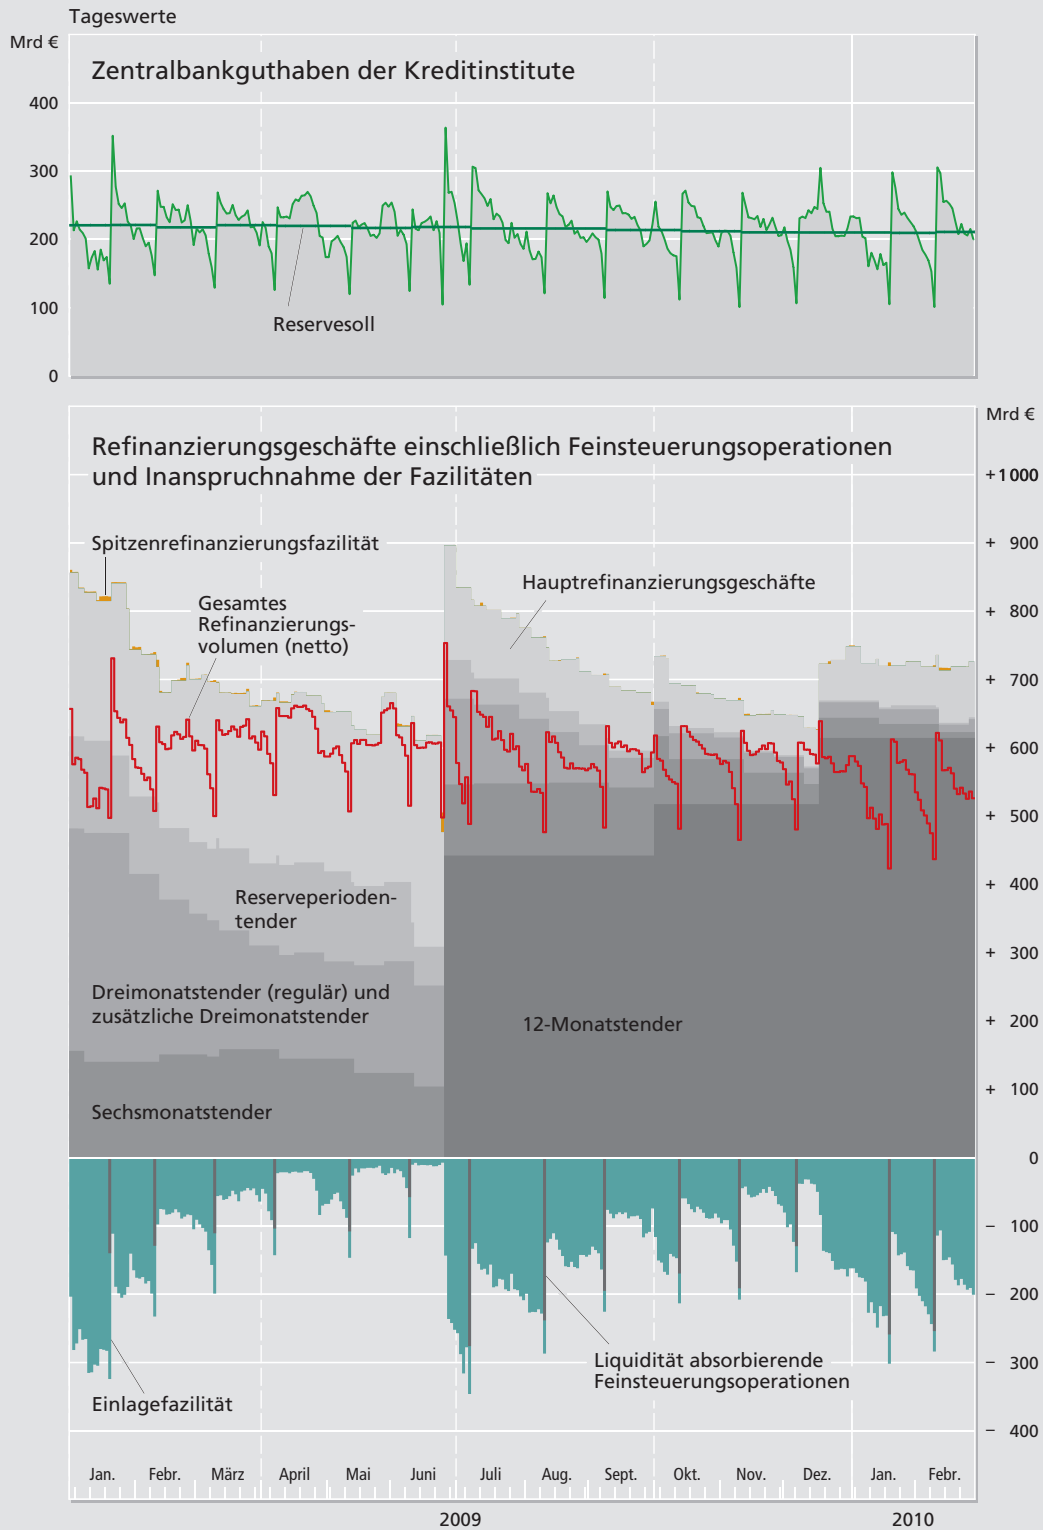 Tageswerte
Mrd €
Zentralbankguthaben der Kreditinstitute
400
300
200
100
0
Reservesoll
Mrd €
Refinanzierungsgeschäfte einschließlich Feinsteuerungsoperationen
und Inanspruchnahme der Fazilitäten
+ 1 000
+ 900
+ 800
+ 700
+ 600
+ 500
+ 400
+ 300
+ 200
+ 100
0
− 100
− 200
− 300
− 400
Spitzenrefinanzierungsfazilität
Gesamtes
Refinanzierungs-
volumen (netto)
Hauptrefinanzierungsgeschäfte
Reserveperioden-
tender
Dreimonatstender (regulär) und
zusätzliche Dreimonatstender
12-Monatstender
Sechsmonatstender
Liquidität absorbierende
Feinsteuerungsoperationen
Einlagefazilität
Jan. Febr. März April Mai Juni Juli Aug. Sept. Okt. Nov. Dez. Jan. Febr.
2009 2010